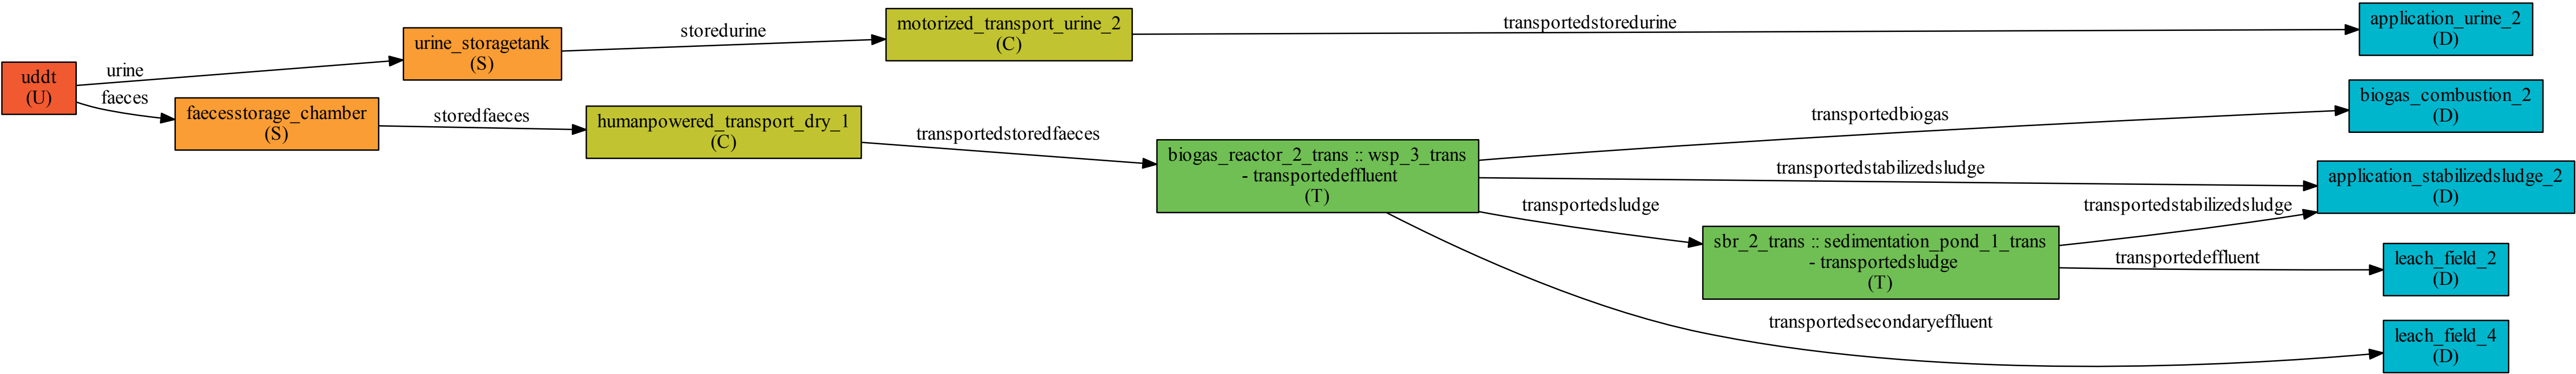 uddt
(U)
urine
faeces
urine_storagetank
(S)
faecesstorage_chamber
(S)
storedurine
storedfaeces
motorized_transport_urine_2
(C)
humanpowered_transport_dry_1
(C)
transportedstoredurine
transportedstoredfaeces
biogas_reactor_2_trans :: wsp_3_trans
- transportedeffluent
(T)
transportedbiogas
transportedstabilizedsludge
transportedsludge
transportedsecondaryeffluent
sbr_2_trans :: sedimentation_pond_1_trans
- transportedsludge
(T)
transportedstabilizedsludge
transportedeffluent
application_urine_2
(D)
biogas_combustion_2
(D)
application_stabilizedsludge_2
(D)
leach_field_2
(D)
leach_field_4
(D)